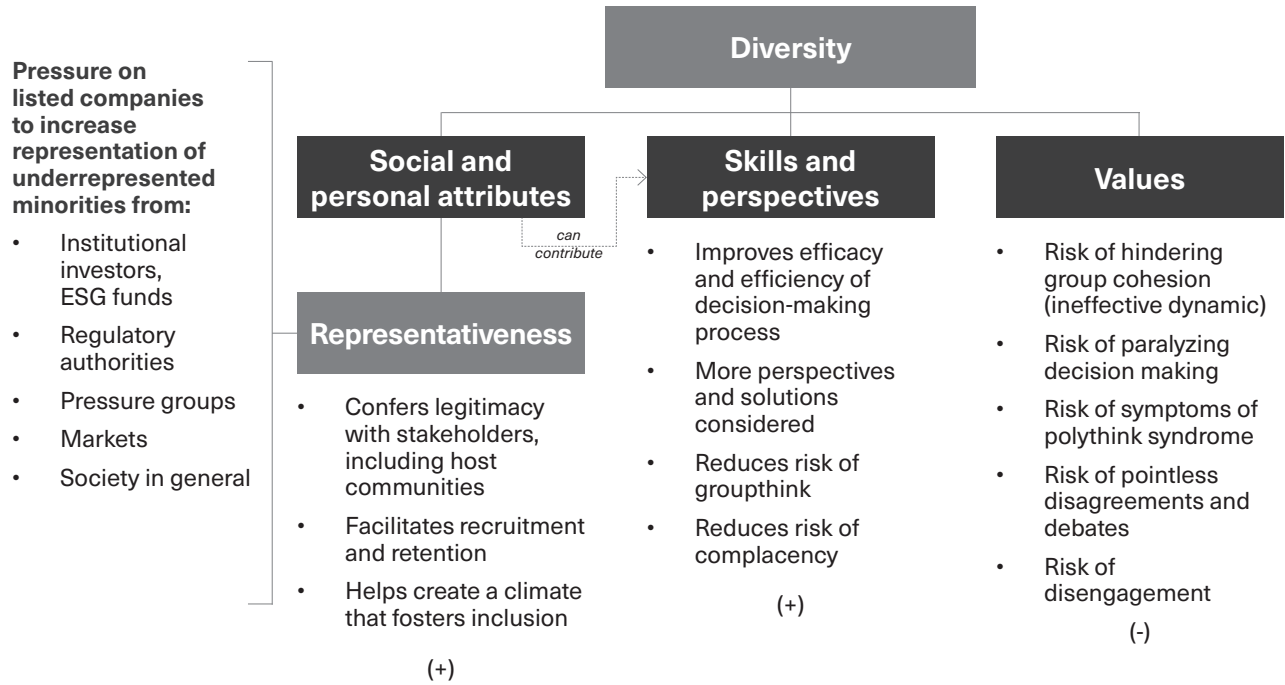 Diversity
Pressure on
listed companies
to increase
representation of
underrepresented
minorities from:
• Institutional
investors,
ESG funds
• Regulatory
authorities
• Pressure groups
• Markets
• Society in general
Social and
personal attributes
can
contribute
Representativeness
• Confers legitimacy
with stakeholders,
including host
communities
• Facilitates recruitment
and retention
• Helps create a climate
that fosters inclusion
(+)
Skills and
perspectives
• Improves efficacy
and efficiency of
decision-making
process
• More perspectives
and solutions
considered
• Reduces risk of
groupthink
• Reduces risk of
complacency
(+)
Values
• Risk of hindering
group cohesion
(ineffective dynamic)
• Risk of paralyzing
decision making
• Risk of symptoms of
polythink syndrome
• Risk of pointless
disagreements and
debates
• Risk of
disengagement
(-)